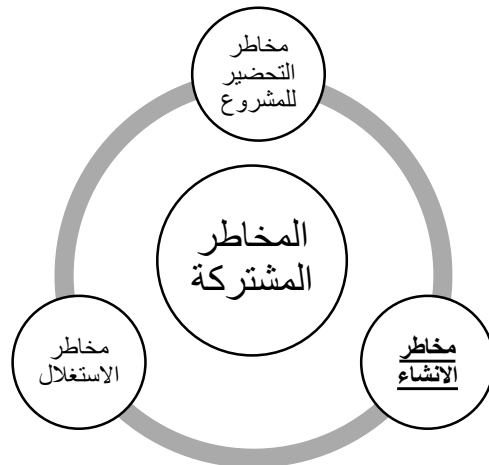 مخاطر
التحضير
للمشروع
المخاطر
المشتركة
مخاطر
الانشاء
مخاطر
الاستغلال